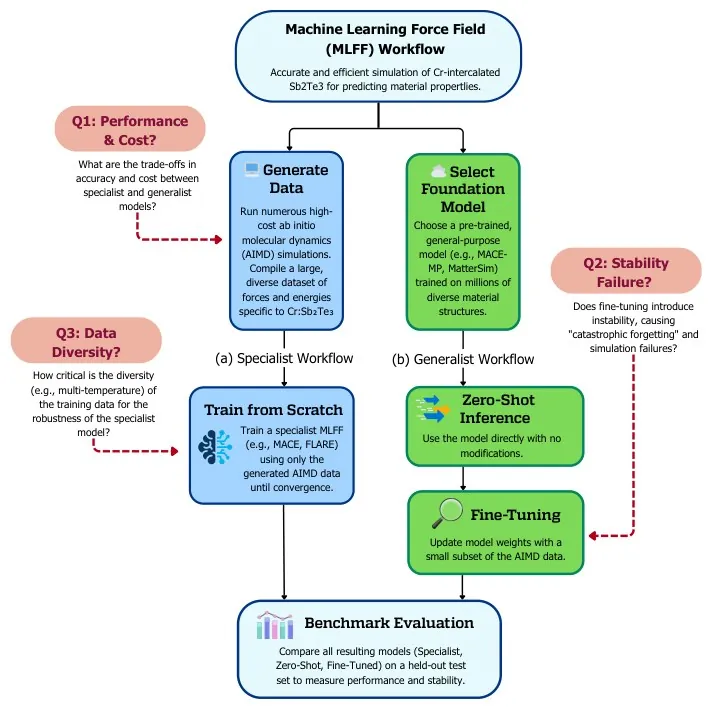 Machine Learning Force Field
(MLFF) Workflow
Accurate and efficient simulation of Cr-intercalated
Sb2Te3 for predicting material propertlies.
Q1: Performance
& Cost?
What are the trade-offs in
accuracy and cost between
specialist and generalist
models?
Generate
Data
Run numerous high-
cost ab initio
molecular dynamics
(AIMD) simulations.
Compile a large,
diverse dataset of
forces and energies
specific to Cr:Sb₂Te₃
Select
Foundation
Model
Choose a pre-trained,
general-purpose
model (e.g., MACE-
MP, MatterSim)
trained on millions of
diverse material
structures.
Q2: Stability
Failure?
Does fine-tuning introduce
instability, causing
"catastrophic forgetting" and
simulation failures?
Q3: Data
Diversity?
How critical is the diversity
(e.g., multi-temperature) of
the training data for the
robustness of the specialist
model?
(a) Specialist Workflow
(b) Generalist Workflow
Train from Scratch
Train a specialist MLFF
(e.g., MACE, FLARE)
using only the
generated AIMD data
until convergence.
Zero-Shot
Inference
Use the model directly with no
modifications.
Fine-Tuning
Update model weights with a
small subset of the AIMD data.
Benchmark Evaluation
Compare all resulting models (Specialist,
Zero-Shot, Fine-Tuned) on a held-out test
set to measure performance and stability.